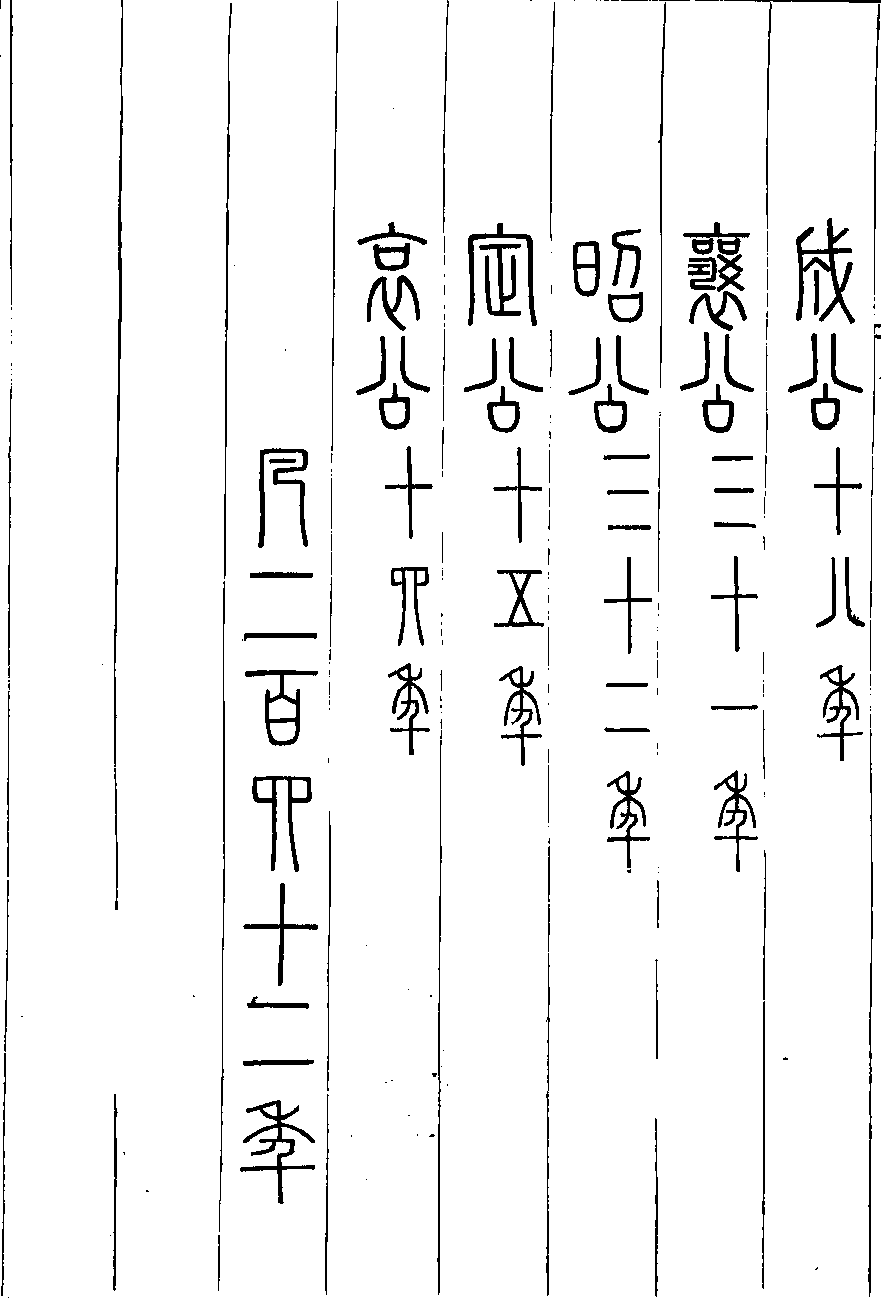 成公十八年
襄公三十一年
昭公三十二年
定公十五年
哀公十四年
凡二百四十二年